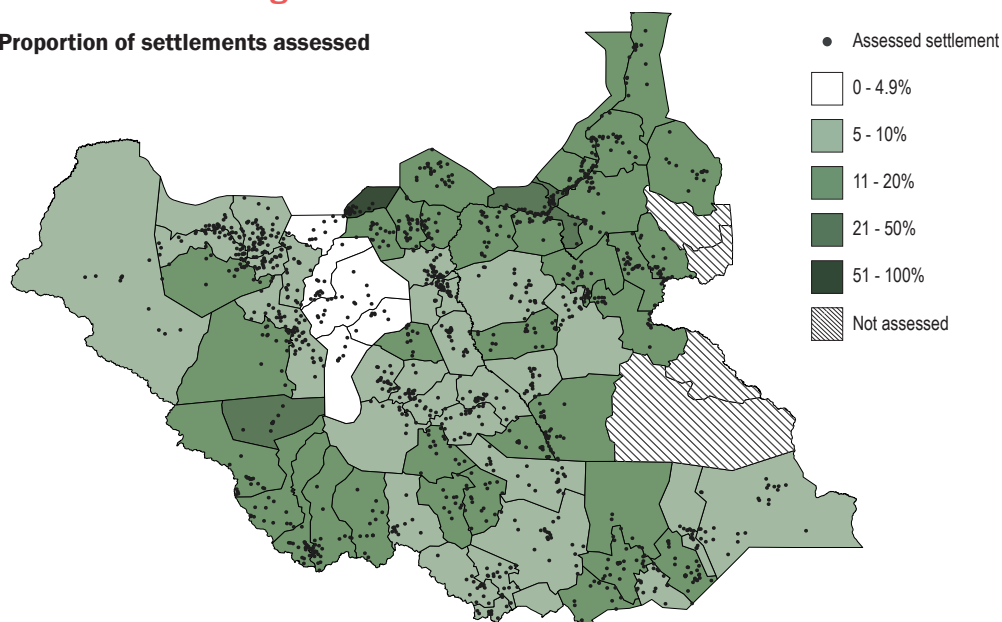 Proportion of settlements assessed
Assessed settlement
0 - 4.9%
5 - 10%
11 - 20%
21 - 50%
51 - 100%
Not assessed